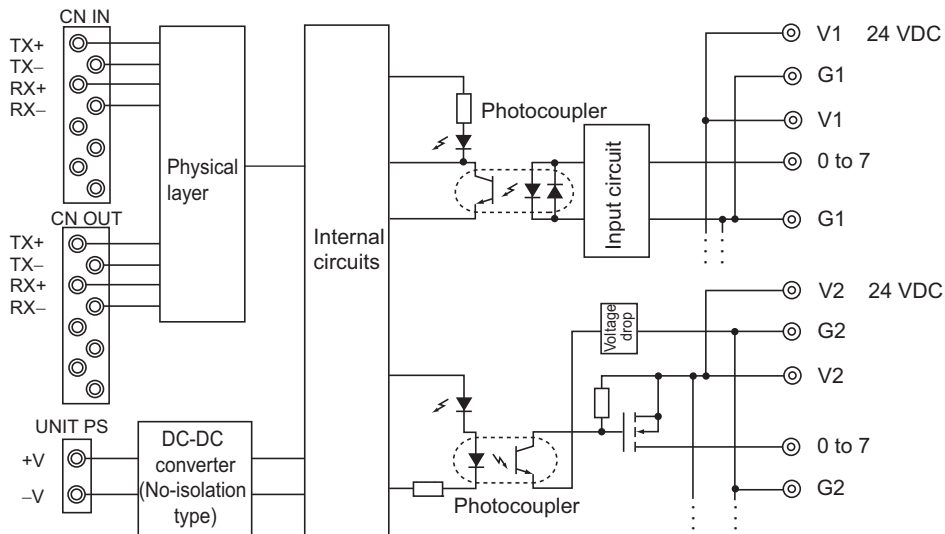 CN IN
TX+
TX−
RX+
RX−
Physical
layer
CN OUT
TX+
TX−
RX+
RX−
UNIT PS
+V
−V
DC-DC
converter
(No-isolation
type)
Internal
circuits
Photocoupler
Input circuit
V1 24 VDC
G1
V1
0 to 7
G1
Voltage
drop
V2 24 VDC
G2
V2
0 to 7
G2
Photocoupler